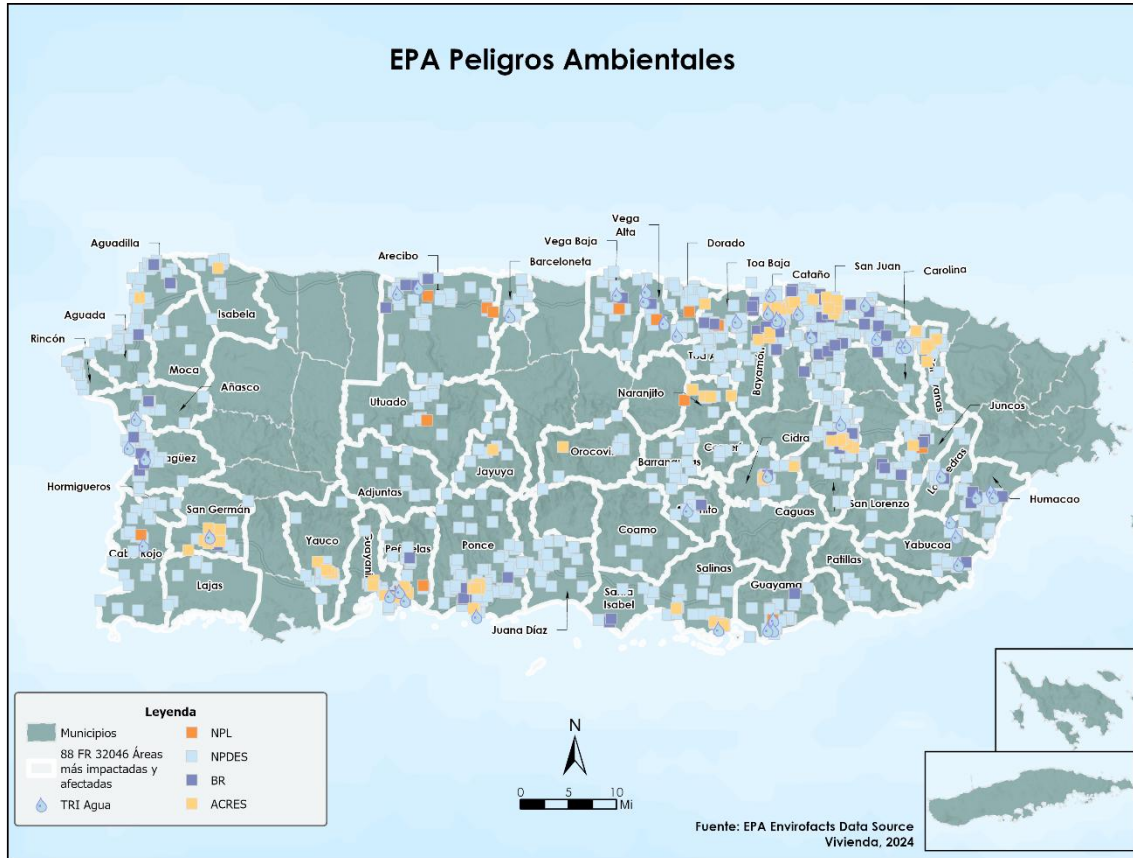 EPA Peligros Ambientales
Vega
Alta
Aguadilla
Arecibo
Vega Baja
Barceloneta
Dorado
Toa Baja
Cataño
San Juan
Carolina
Isabela
Aguada
Rincón
Moca
Añasco
Utuado
Naranjito
Bayamón
Juncos
Orocovi
Cidra
Jayuya
Hormigueros
Adjuntas
San Germán
Humacao
San Lorenzo
Caguas
Coamo
Yauco
Ponce
Salinas
Yabucoa
Patillas
Lajas
Guayama
Isabel
Juana Díaz
Leyenda
Municipios
88 FR 32046 Áreas
más impactadas y
afectadas
TRI Agua
NPL
NPDES
BR
ACRES
N
0 5 10
Mi
Fuente: EPA Envirofacts Data Source
Vivienda, 2024